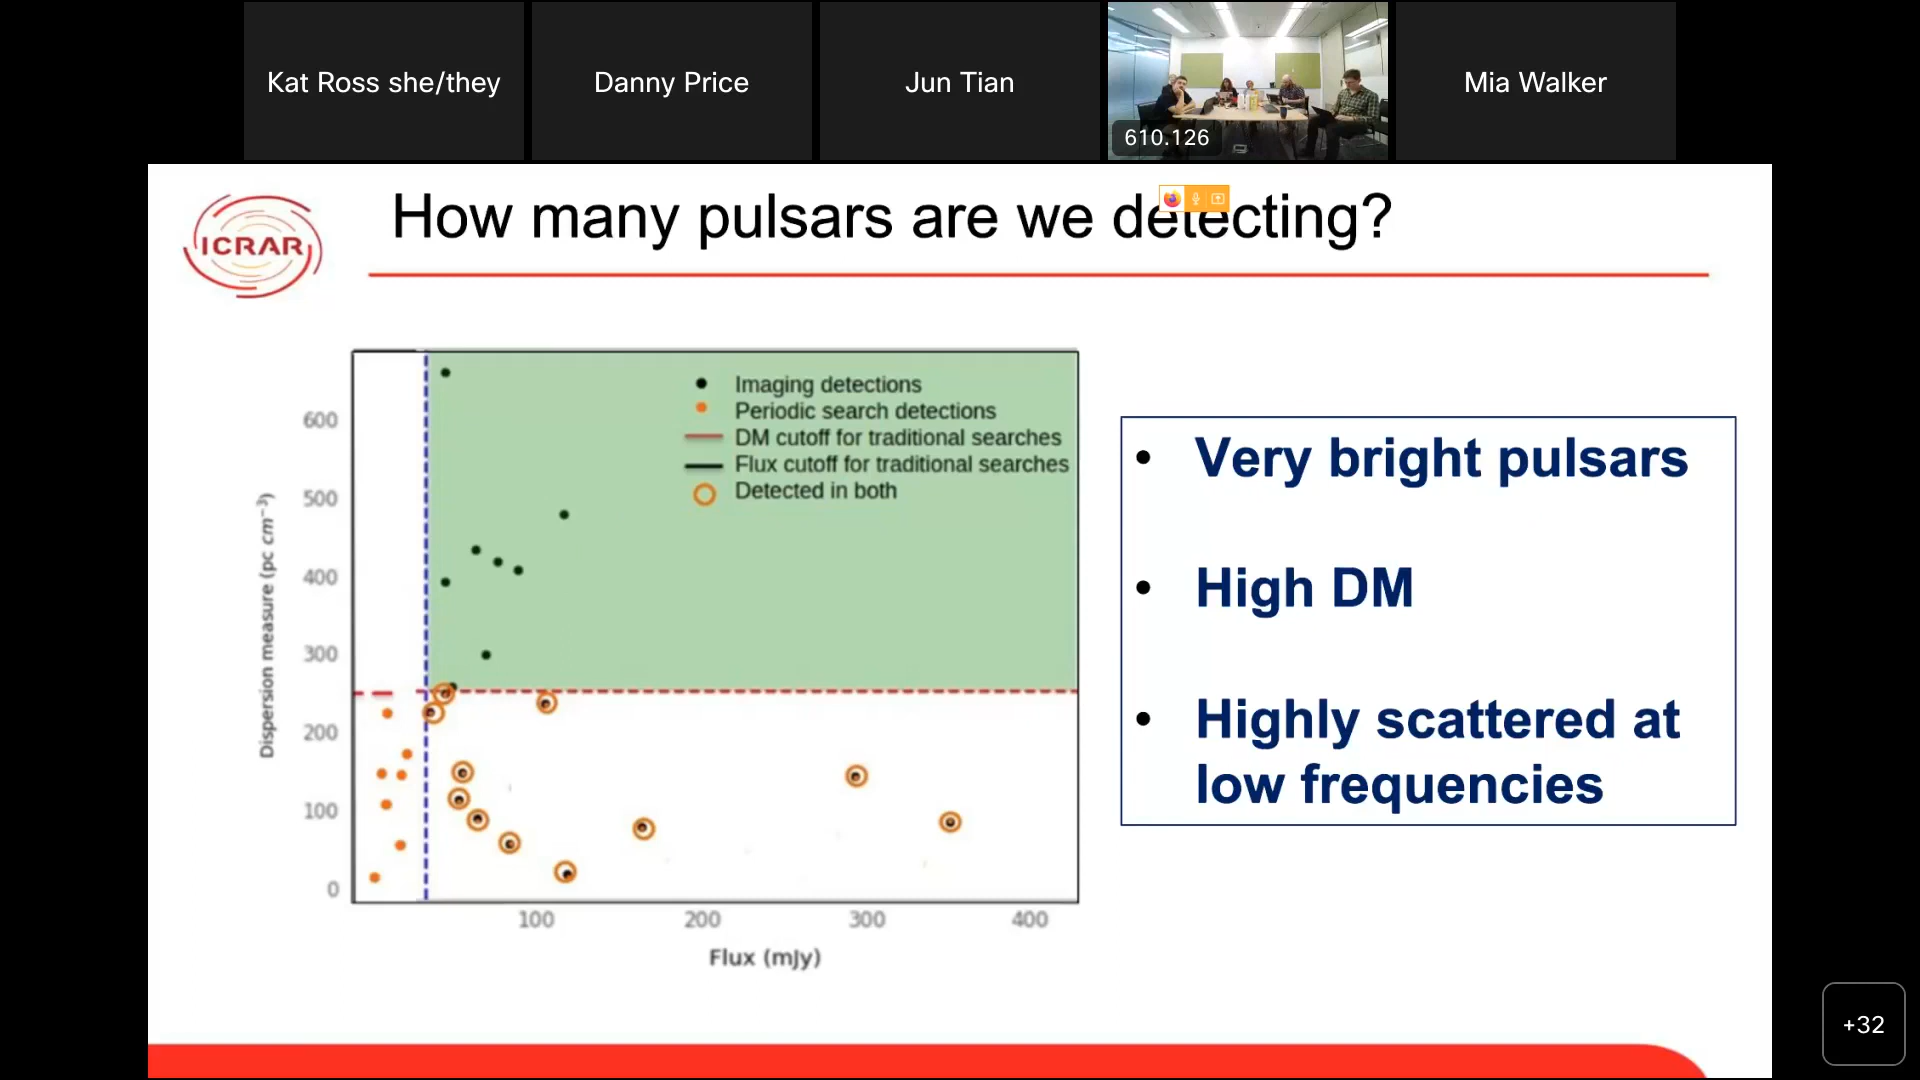 Kat Ross she/they
Danny Price
Jun Tian
610.126
Mia Walker
ICRAR
How many pulsars are we detecting?
Imaging detections
Periodic search detections
DM cutoff for traditional searches
Flux cutoff for traditional searches
Detected in both
Dispersion measure (pc cm⁻³)
600
500
400
300
200
100
0
100
200
300
400
Flux (mJy)
• Very bright pulsars
• High DM
• Highly scattered at
low frequencies
+32